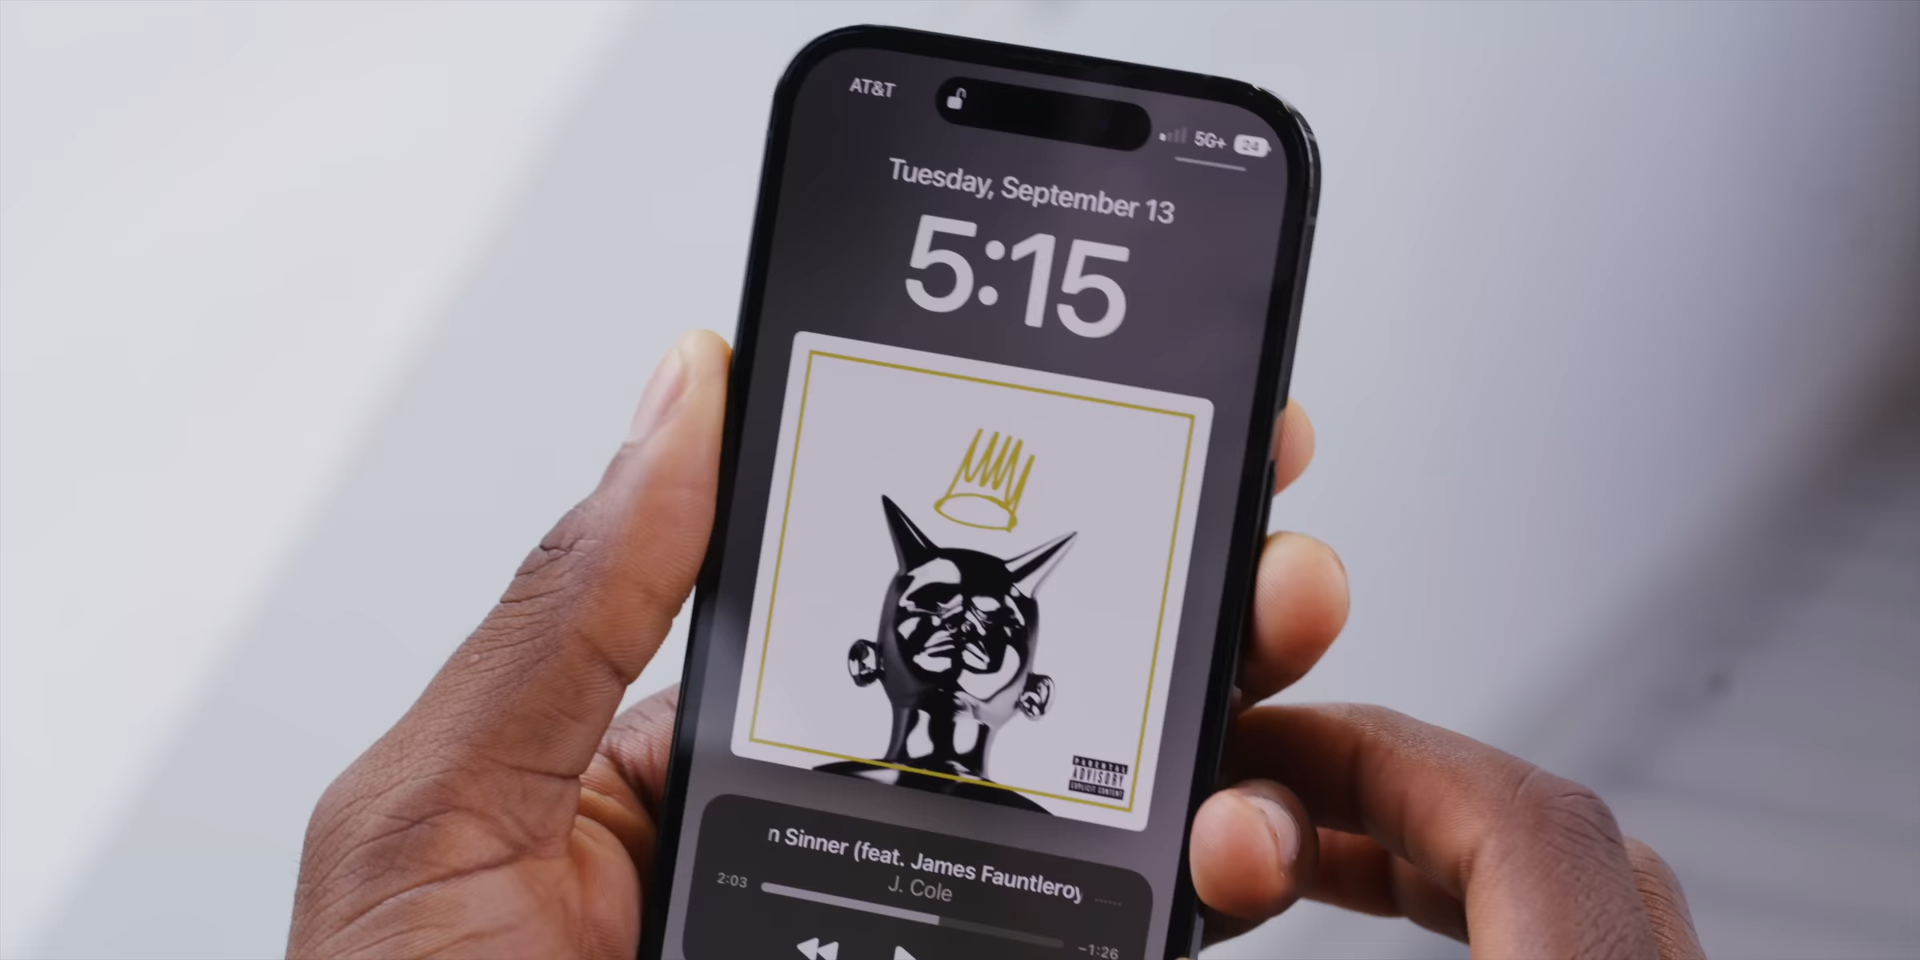 AT&T
5G+ 24
Tuesday, September 13
5:15
PARENTAL
ADVISORY
EXPLICIT CONTENT
n Sinner (feat. James Fauntleroy
J. Cole
2:03
-1:26